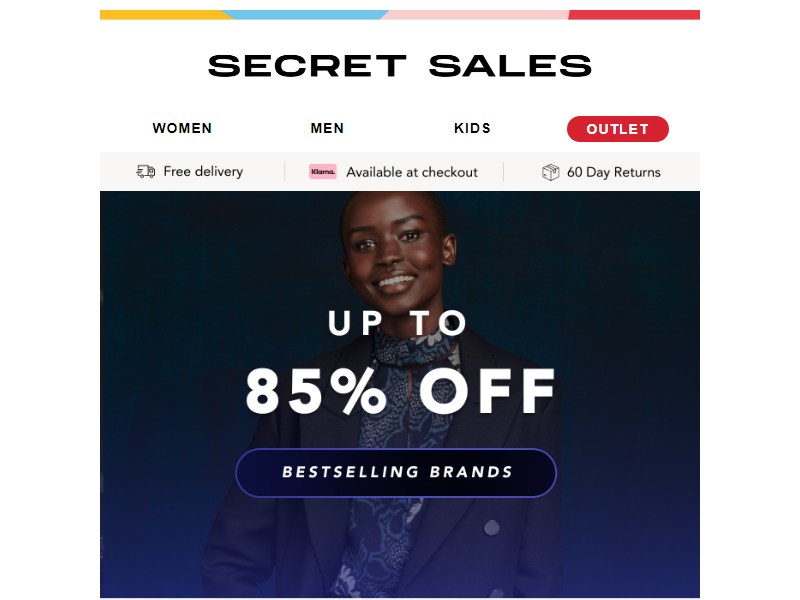 SECRET SALES
WOMEN MEN KIDS OUTLET
Free delivery Klarna. Available at checkout 60 Day Returns
UP TO
85% OFF
BESTSELLING BRANDS